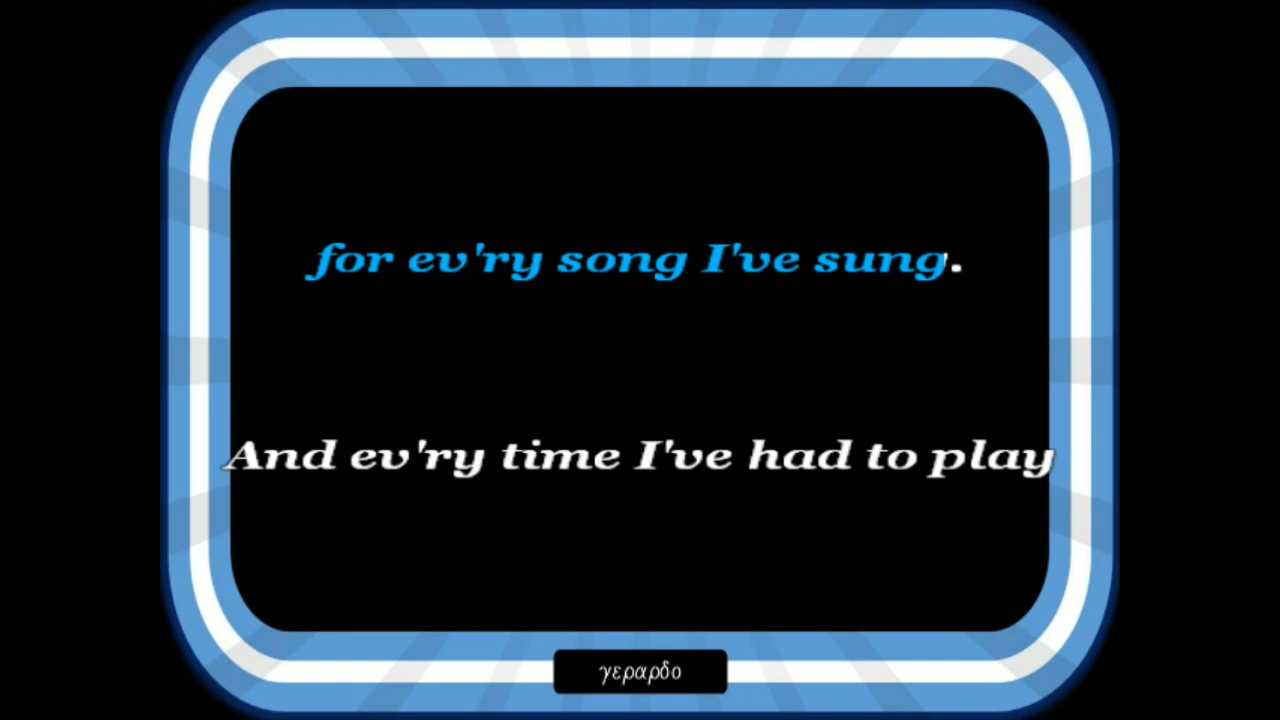 for ev'ry song I've sung.
And ev'ry time I've had to play
γεραρδο